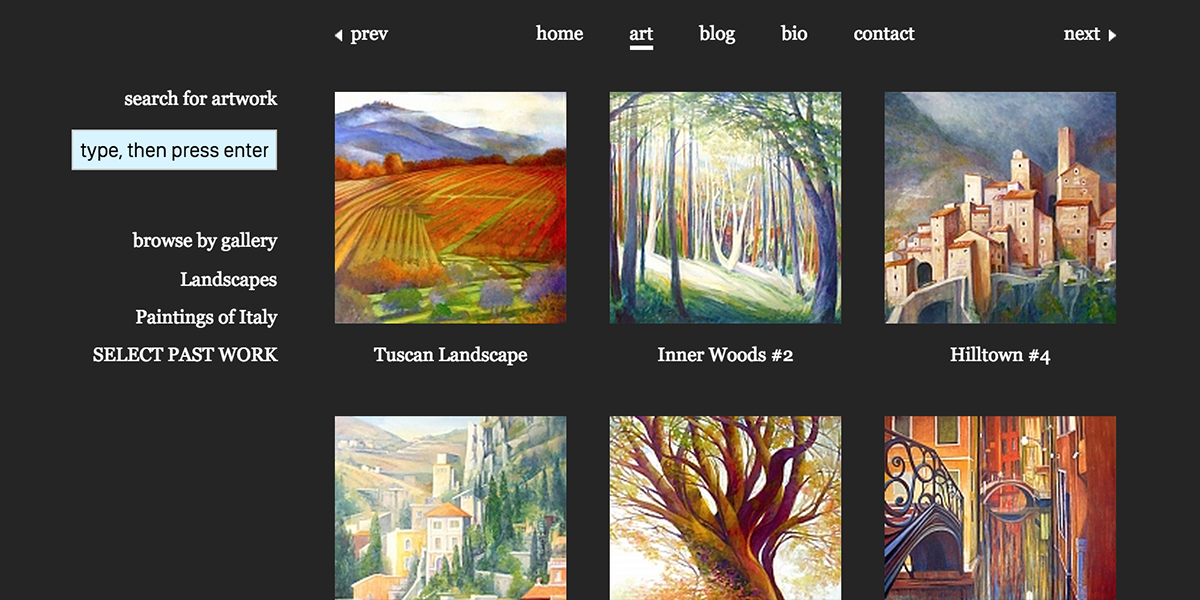 prev
home
art
blog
bio
contact
next
search for artwork
type, then press enter
browse by gallery
Landscapes
Paintings of Italy
SELECT PAST WORK
Tuscan Landscape
Inner Woods #2
Hilltown #4